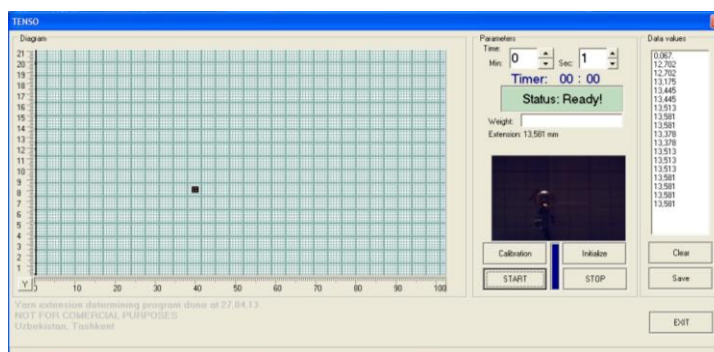 TENSO
Diagram
21
20
19
18
17
16
15
14
13
12
11
10
9
8
7
6
5
4
3
2
1
Y
0 10 20 30 40 50 60 70 80 90 100
Parameters
Time:
Min: 0 Sec: 1
Timer: 00 : 00
Status: Ready!
Weight:
Extension: 13,581 mm
Calibration Initialize
START STOP
Data values
0,067
12,702
12,702
13,175
13,445
13,445
13,513
13,581
13,581
13,378
13,378
13,513
13,513
13,513
13,581
13,581
13,581
13,581
Clear
Save
EXIT
Yarn extension determining program done at 27.04.13.
NOT FOR COMERCIAL PURPOSES
Uzbekistan, Tashkent